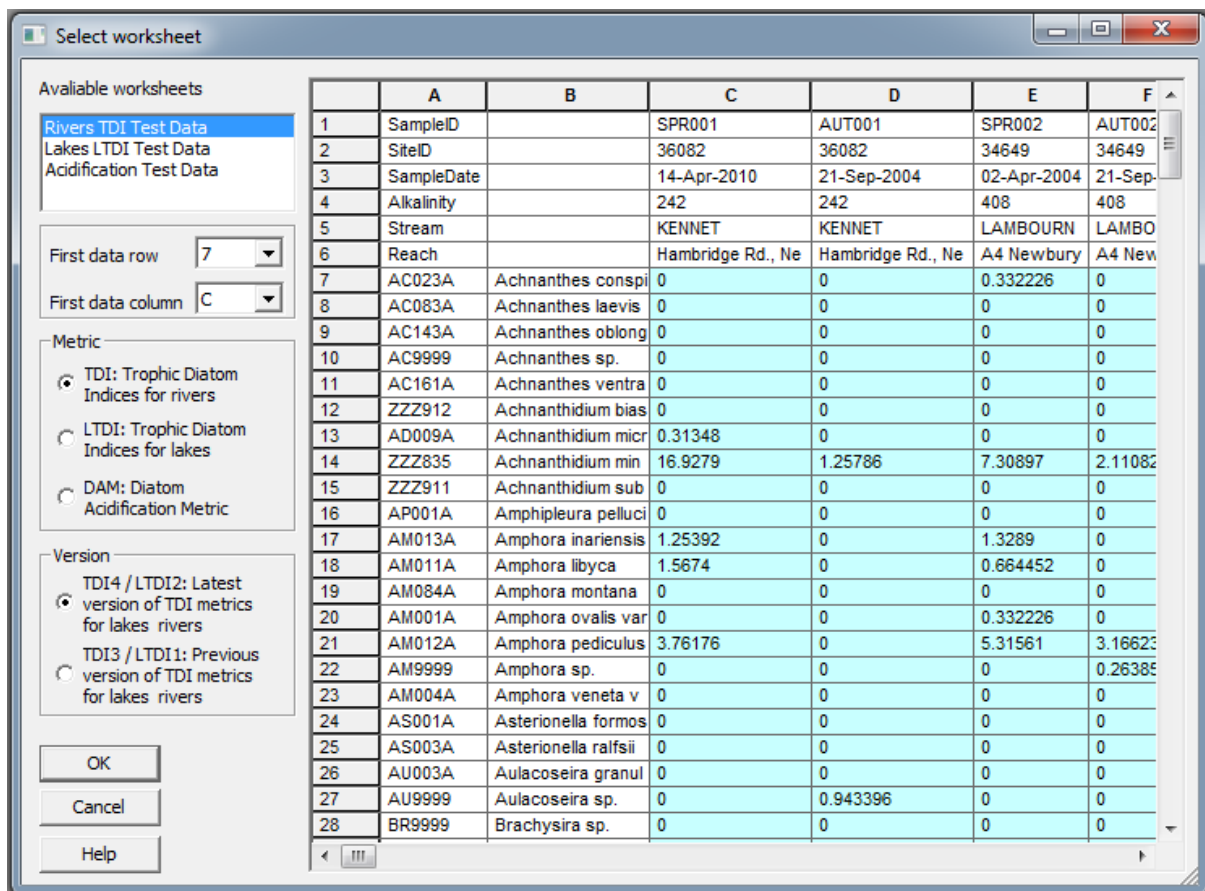 Select worksheet
Avaliable worksheets
Rivers TDI Test Data
Lakes LTDI Test Data
Acidification Test Data
First data row 7
First data column C
Metric
TDI: Trophic Diatom
Indices for rivers
LTDI: Trophic Diatom
Indices for lakes
DAM: Diatom
Acidification Metric
Version
TDI4 / LTDI2: Latest
version of TDI metrics
for lakes rivers
TDI3 / LTDI1: Previous
version of TDI metrics
for lakes rivers
OK
Cancel
Help
A B C D E F
1 SampleID SPR001 AUT001 SPR002 AUT002
2 SiteID 36082 36082 34649 34649
3 SampleDate 14-Apr-2010 21-Sep-2004 02-Apr-2004 21-Sep-
4 Alkalinity 242 242 408 408
5 Stream KENNET KENNET LAMBOURN LAMBO
6 Reach Hambridge Rd., Ne Hambridge Rd., Ne A4 Newbury A4 New
7 AC023A Achnanthes conspi 0 0 0.332226 0
8 AC083A Achnanthes laevis 0 0 0 0
9 AC143A Achnanthes oblong 0 0 0 0
10 AC9999 Achnanthes sp. 0 0 0 0
11 AC161A Achnanthes ventra 0 0 0 0
12 ZZZ912 Achnanthidium bias 0 0 0 0
13 AD009A Achnanthidium micr 0.31348 0 0 0
14 ZZZ835 Achnanthidium min 16.9279 1.25786 7.30897 2.11082
15 ZZZ911 Achnanthidium sub 0 0 0 0
16 AP001A Amphipleura pelluci 0 0 0 0
17 AM013A Amphora inariensis 1.25392 0 1.3289 0
18 AM011A Amphora libyca 1.5674 0 0.664452 0
19 AM084A Amphora montana 0 0 0 0
20 AM001A Amphora ovalis var 0 0 0.332226 0
21 AM012A Amphora pediculus 3.76176 0 5.31561 3.16623
22 AM9999 Amphora sp. 0 0 0 0.26385
23 AM004A Amphora veneta v 0 0 0 0
24 AS001A Asterionella formos 0 0 0 0
25 AS003A Asterionella ralfsii 0 0 0 0
26 AU003A Aulacoseira granul 0 0 0 0
27 AU9999 Aulacoseira sp. 0 0.943396 0 0
28 BR9999 Brachysira sp. 0 0 0 0